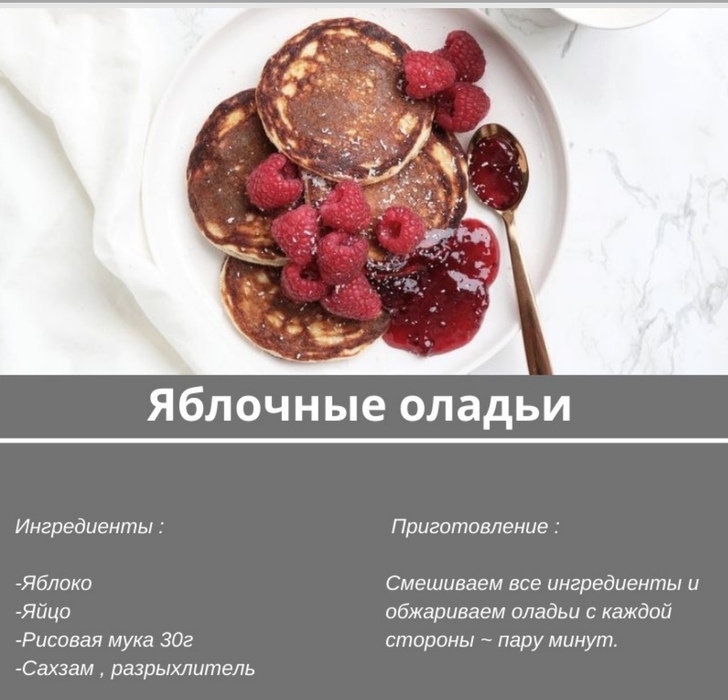 Яблочные оладьи
Ингредиенты :
-Яблоко
-Яйцо
-Рисовая мука 30г
-Сахзам , разрыхлитель
Приготовление :
Смешиваем все ингредиенты и
обжариваем оладьи с каждой
стороны ~ пару минут.